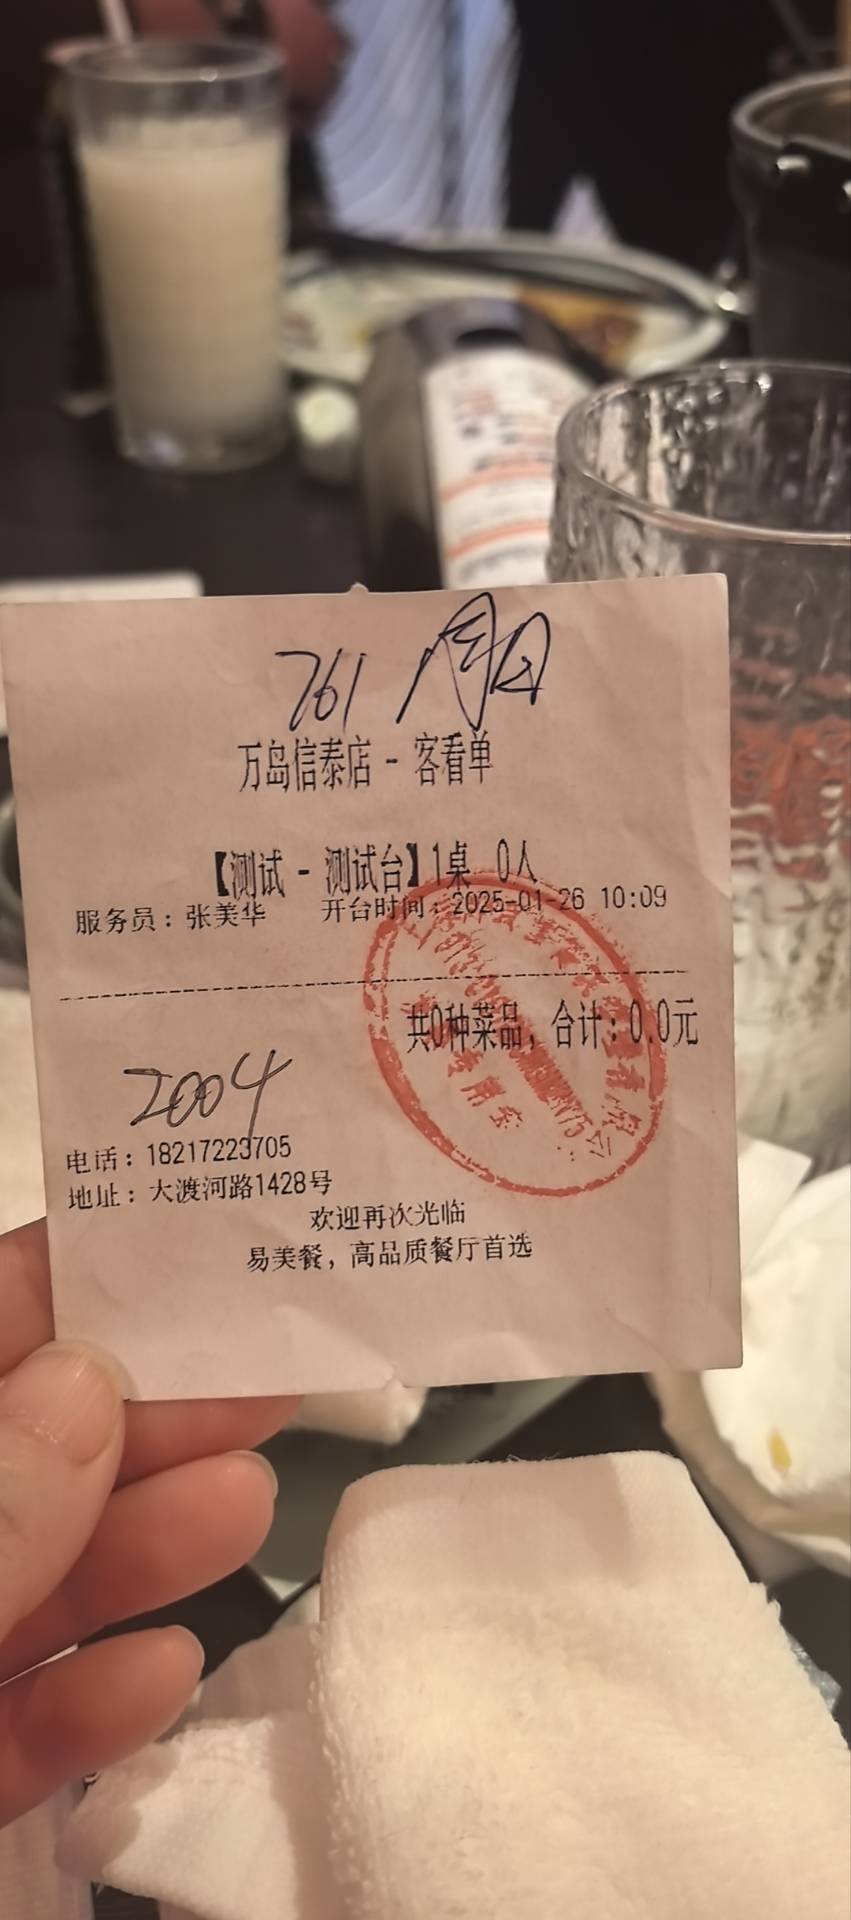 761
万岛信泰店 - 客看单
【测试 - 测试台】1桌 0人
服务员：张美华 开台时间：2025-01-26 10:09
共0种菜品，合计：0.0元
2004
电话：18217223705
地址：大渡河路1428号
欢迎再次光临
易美餐，高品质餐厅首选